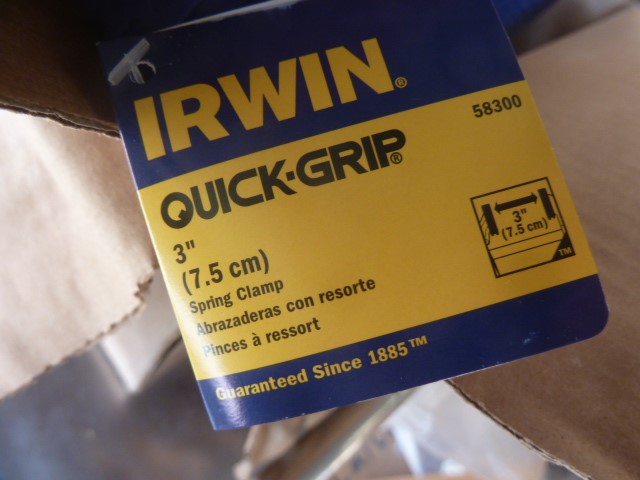 IRWIN®
58300
QUICK-GRIP®
3"
(7.5 cm)
Spring Clamp
Abrazaderas con resorte
Pinces à ressort
3"
(7.5 cm)
TM
Guaranteed Since 1885™